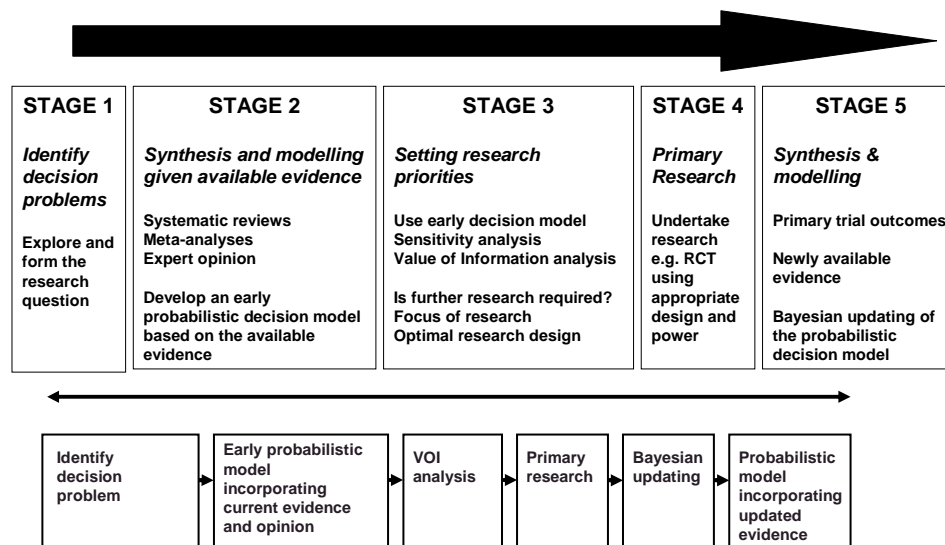 STAGE 1
Identify
decision
problems
Explore and
form the
research
question
STAGE 2
Synthesis and modelling
given available evidence
Systematic reviews
Meta-analyses
Expert opinion
Develop an early
probabilistic decision model
based on the available
evidence
STAGE 3
Setting research
priorities
Use early decision model
Sensitivity analysis
Value of Information analysis
Is further research required?
Focus of research
Optimal research design
STAGE 4
Primary
Research
Undertake
research
e.g. RCT
using
appropriate
design and
power
STAGE 5
Synthesis &
modelling
Primary trial outcomes
Newly available
evidence
Bayesian updating of
the probabilistic
decision model
Identify
decision
problem
Early probabilistic
model
incorporating
current evidence
and opinion
VOI
analysis
Primary
research
Bayesian
updating
Probabilistic
model
incorporating
updated
evidence